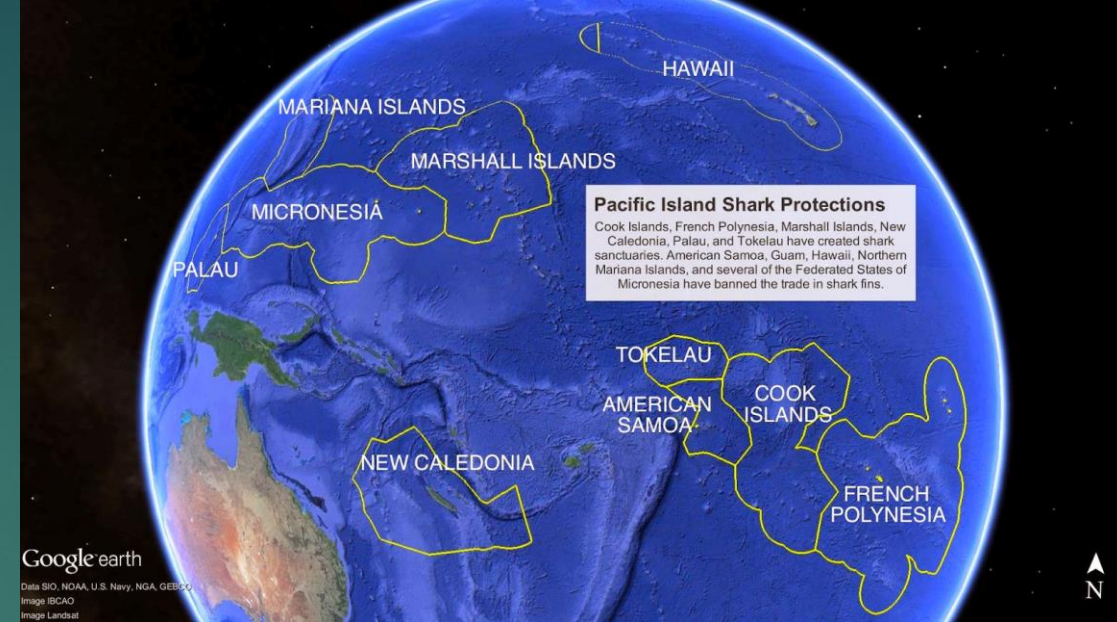 HAWAII
MARIANA ISLANDS
MARSHALL ISLANDS
MICRONESIA
PALAU
Pacific Island Shark Protections
Cook Islands, French Polynesia, Marshall Islands, New
Caledonia, Palau, and Tokelau have created shark
sanctuaries. American Samoa, Guam, Hawaii, Northern
Mariana Islands, and several of the Federated States of
Micronesia have banned the trade in shark fins.
TOKELAU
COOK
ISLANDS
AMERICAN
SAMOA
NEW CALEDONIA
FRENCH
POLYNESIA
Google earth
Data SIO, NOAA, U.S. Navy, NGA, GEBCO
Image IBCAO
Image Landsat
N